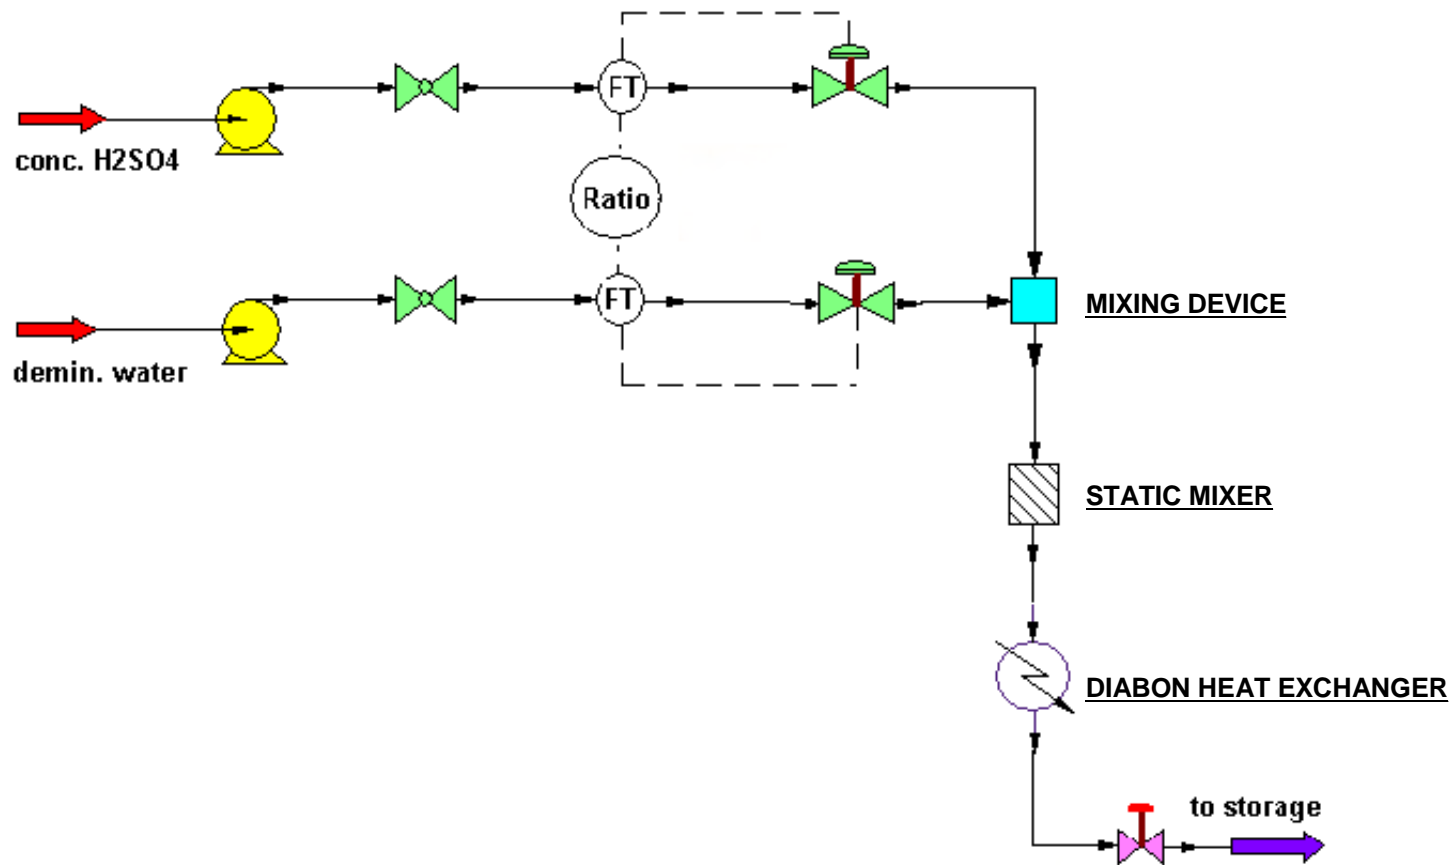 FT
conc. H2SO4
Ratio
FT
MIXING DEVICE
demin. water
STATIC MIXER
DIABON HEAT EXCHANGER
to storage